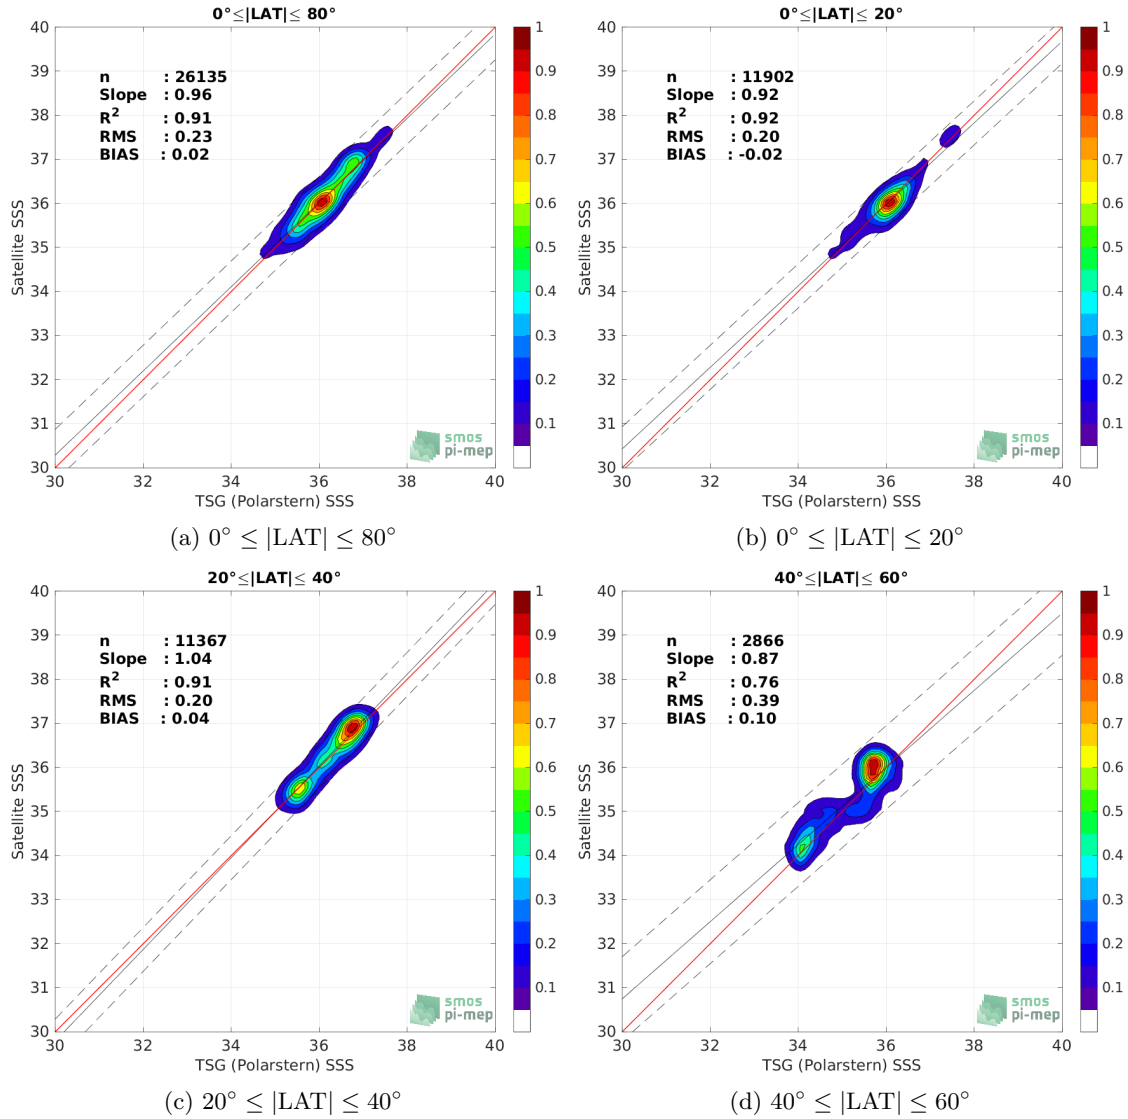 0°≤|LAT|≤ 80°
n : 26135
Slope : 0.96
R² : 0.91
RMS : 0.23
BIAS : 0.02
Satellite SSS
40
39
38
37
36
35
34
33
32
31
30
30 32 34 36 38 40
TSG (Polarstern) SSS
1
0.9
0.8
0.7
0.6
0.5
0.4
0.3
0.2
0.1
smos
pi-mep
(a) 0° ≤ |LAT| ≤ 80°
0°≤|LAT|≤ 20°
n : 11902
Slope : 0.92
R² : 0.92
RMS : 0.20
BIAS : -0.02
Satellite SSS
40
39
38
37
36
35
34
33
32
31
30
30 32 34 36 38 40
TSG (Polarstern) SSS
1
0.9
0.8
0.7
0.6
0.5
0.4
0.3
0.2
0.1
smos
pi-mep
(b) 0° ≤ |LAT| ≤ 20°
20°≤|LAT|≤ 40°
n : 11367
Slope : 1.04
R² : 0.91
RMS : 0.20
BIAS : 0.04
Satellite SSS
40
39
38
37
36
35
34
33
32
31
30
30 32 34 36 38 40
TSG (Polarstern) SSS
1
0.9
0.8
0.7
0.6
0.5
0.4
0.3
0.2
0.1
smos
pi-mep
(c) 20° ≤ |LAT| ≤ 40°
40°≤|LAT|≤ 60°
n : 2866
Slope : 0.87
R² : 0.76
RMS : 0.39
BIAS : 0.10
Satellite SSS
40
39
38
37
36
35
34
33
32
31
30
30 32 34 36 38 40
TSG (Polarstern) SSS
1
0.9
0.8
0.7
0.6
0.5
0.4
0.3
0.2
0.1
smos
pi-mep
(d) 40° ≤ |LAT| ≤ 60°